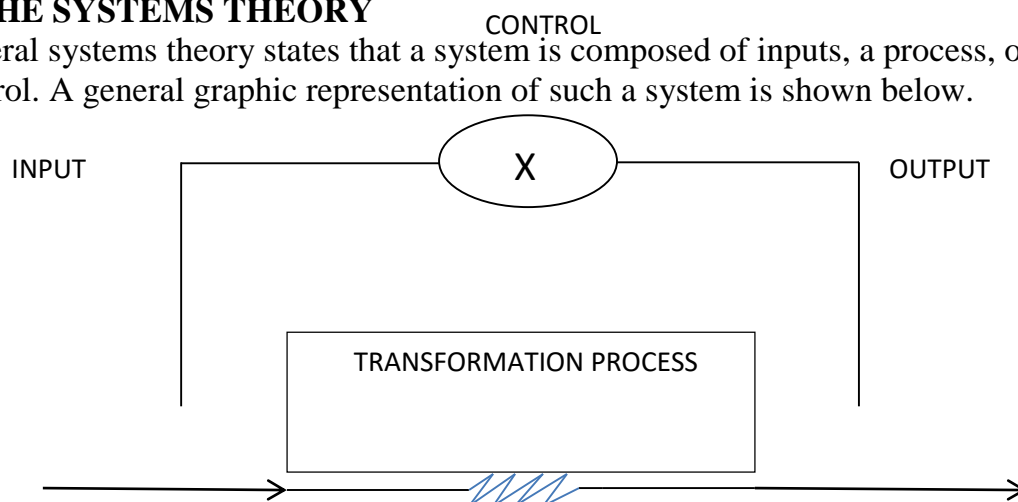 HE SYSTEMS THEORY
CONTROL
eral systems theory states that a system is composed of inputs, a process, o
rol. A general graphic representation of such a system is shown below.
INPUT
X
OUTPUT
TRANSFORMATION PROCESS